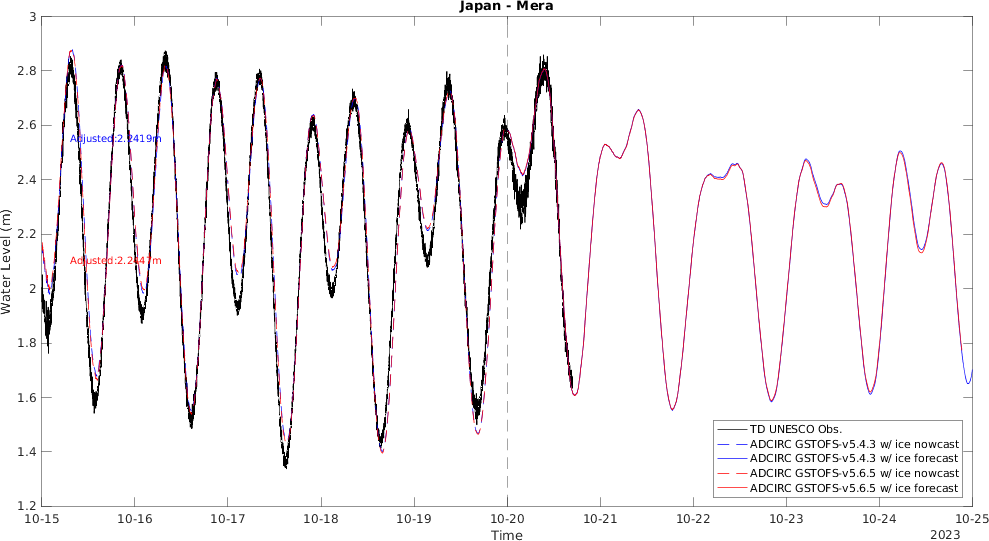 Japan - Mera
3
2.8
2.6
2.4
2.2
2
1.8
1.6
1.4
1.2
Water Level (m)
Adjusted:2.2419m
TD UNESCO Obs.
ADCIRC GSTOFS-v5.4.3 w/ ice nowcast
ADCIRC GSTOFS-v5.4.3 w/ ice forecast
ADCIRC GSTOFS-v5.6.5 w/ ice nowcast
ADCIRC GSTOFS-v5.6.5 w/ ice forecast
10-15 10-16 10-17 10-18 10-19 10-20 10-21 10-22 10-23 10-24 10-25
Time
2023